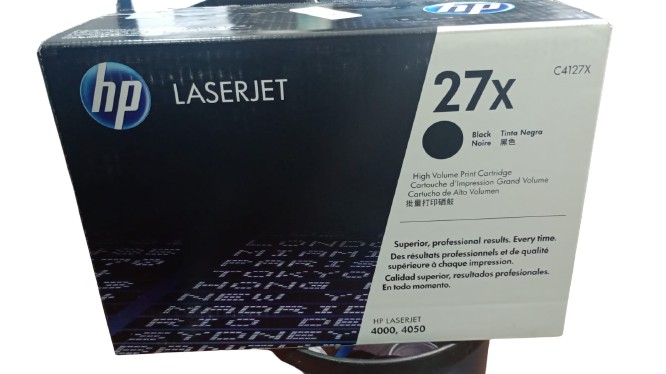 hp
hp
LASERJET
27X
C4127X
Black Tinta Negra
Noire 黑色
High Volume Print Cartridge
Cartouche d'Impression Grand Volume
Cartucho de Alto Volumen
批量打印硒鼓
Superior, professional results. Every time.
Des résultats professionnels et de qualité
supérieure à chaque impression.
Calidad superior, resultados profesionales.
En todo momento.
HP LASERJET
4000, 4050